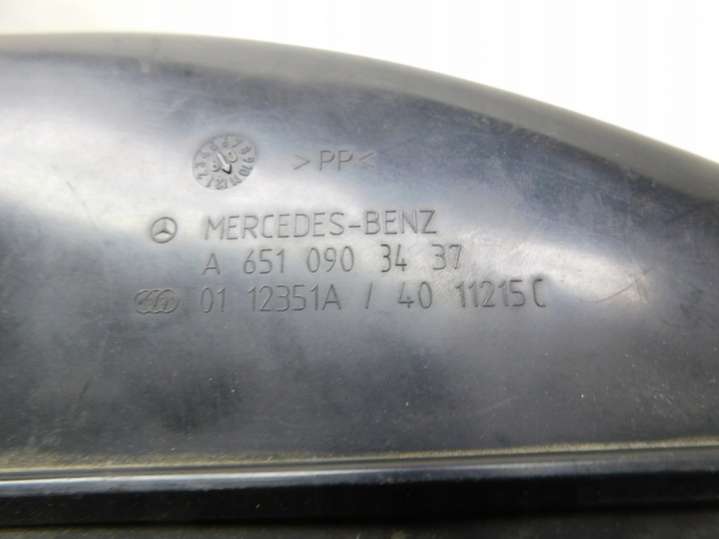 >PP<
MERCEDES-BENZ
A 651 090 34 37
01 12351A / 40 11215C